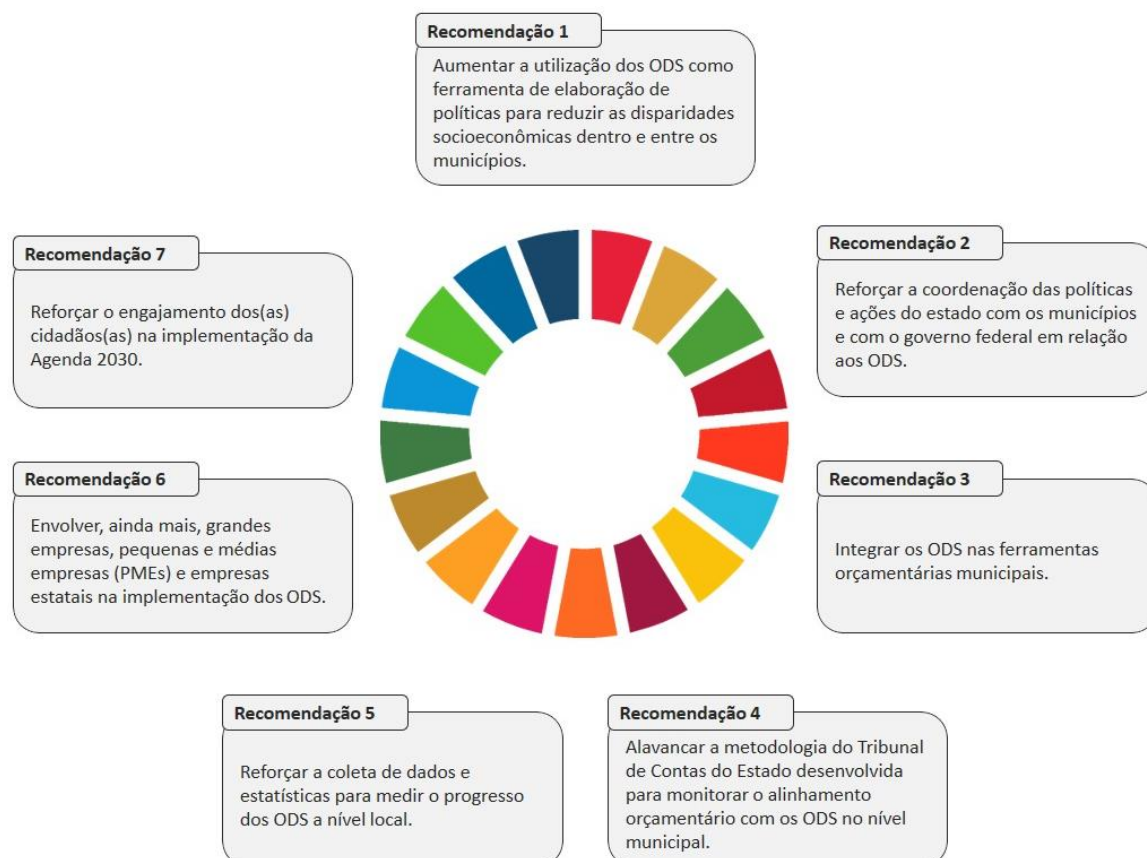 Recomendação 1
Aumentar a utilização dos ODS como
ferramenta de elaboração de
políticas para reduzir as disparidades
socioeconômicas dentro e entre os
municípios.
Recomendação 2
Reforçar a coordenação das políticas
e ações do estado com os municípios
e com o governo federal em relação
aos ODS.
Recomendação 3
Integrar os ODS nas ferramentas
orçamentárias municipais.
Recomendação 4
Alavancar a metodologia do Tribunal
de Contas do Estado desenvolvida
para monitorar o alinhamento
orçamentário com os ODS no nível
municipal.
Recomendação 5
Reforçar a coleta de dados e
estatísticas para medir o progresso
dos ODS a nível local.
Recomendação 6
Envolver, ainda mais, grandes
empresas, pequenas e médias
empresas (PMEs) e empresas
estatais na implementação dos ODS.
Recomendação 7
Reforçar o engajamento dos(as)
cidadãos(as) na implementação da
Agenda 2030.